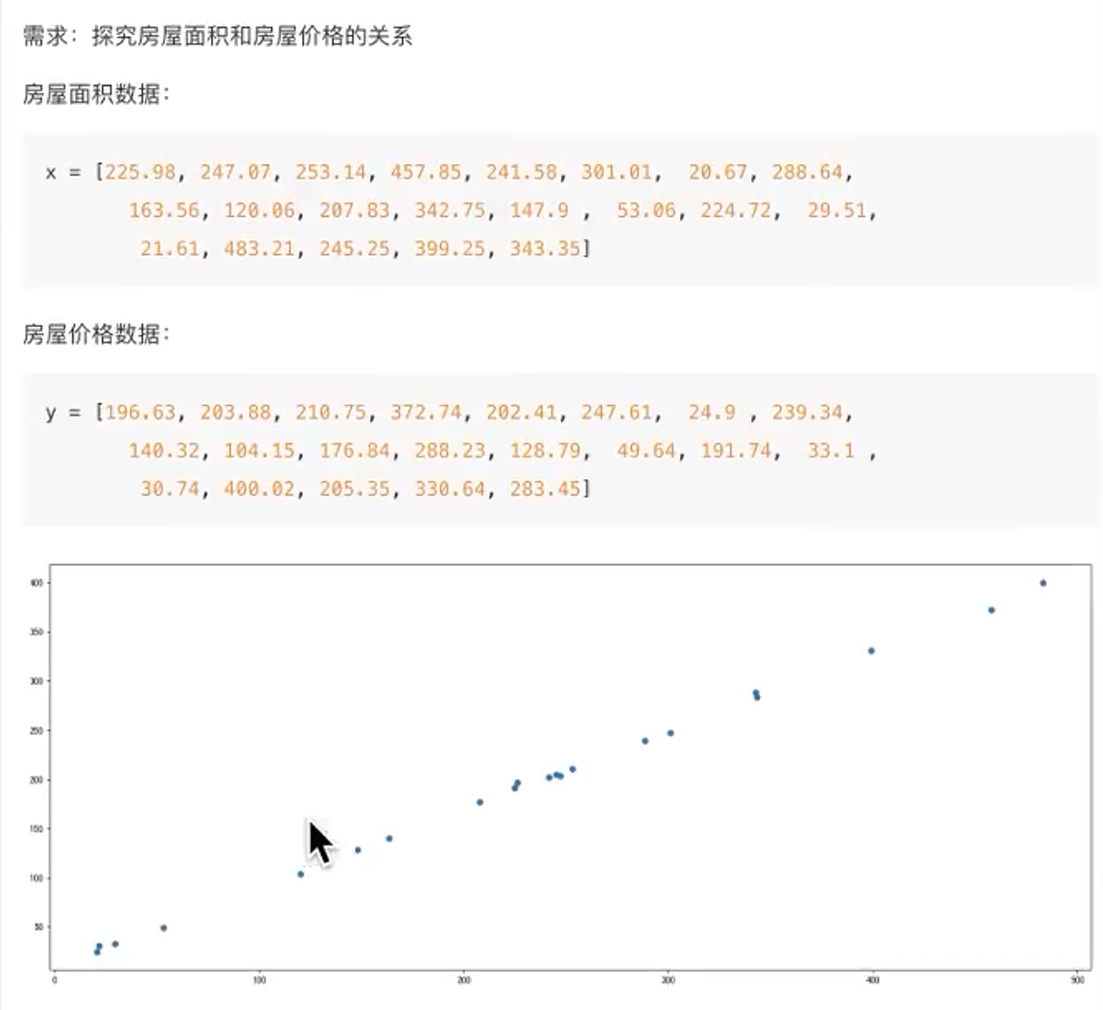 需求：探究房屋面积和房屋价格的关系
房屋面积数据：
x = [225.98, 247.07, 253.14, 457.85, 241.58, 301.01,  20.67, 288.64,
163.56, 120.06, 207.83, 342.75, 147.9 ,  53.06, 224.72,  29.51,
21.61, 483.21, 245.25, 399.25, 343.35]
房屋价格数据：
y = [196.63, 203.88, 210.75, 372.74, 202.41, 247.61,  24.9 , 239.34,
140.32, 104.15, 176.84, 288.23, 128.79,  49.64, 191.74,  33.1 ,
30.74, 400.02, 205.35, 330.64, 283.45]
400
350
300
250
200
150
100
50
0 100 200 300 400 500